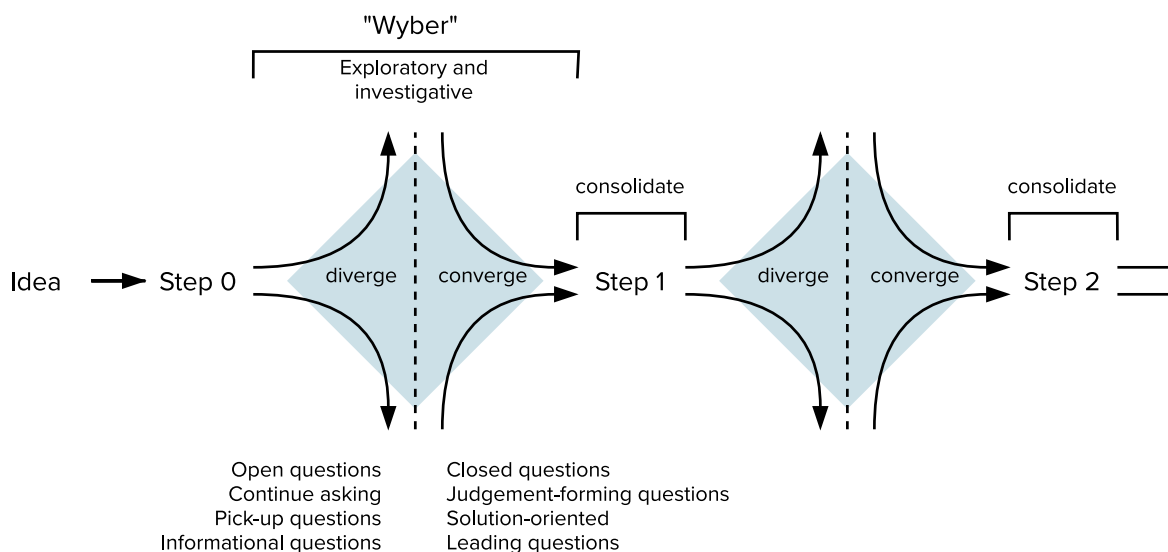 "Wyber"
Exploratory and
investigative
consolidate
consolidate
Idea
Step 0
diverge
converge
Step 1
diverge
converge
Step 2
Open questions
Continue asking
Pick-up questions
Informational questions
Closed questions
Judgement-forming questions
Solution-oriented
Leading questions